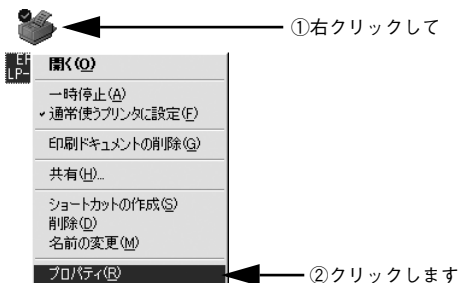 ①右クリックして
EP
LP-
開く(O)
一時停止(A)
✓通常使うプリンタに設定(F)
印刷ドキュメントの削除(G)
共有(H)...
ショートカットの作成(S)
削除(D)
名前の変更(M)
プロパティ(R)
②クリックします